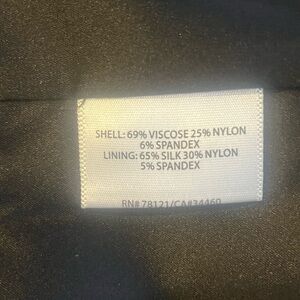 SHELL: 69% VISCOSE 25% NYLON
6% SPANDEX
LINING: 65% SILK 30% NYLON
5% SPANDEX
RN# 78121/CA#34460